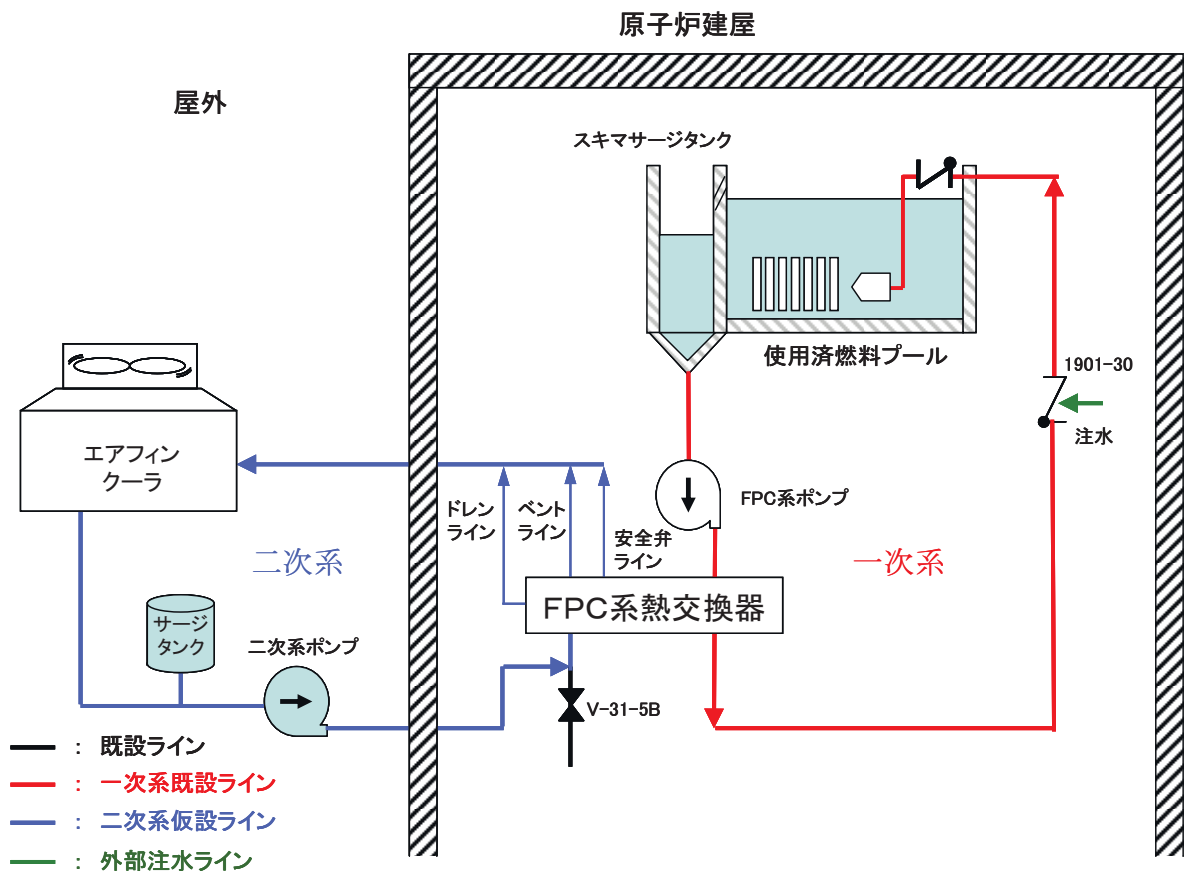 原子炉建屋
屋外
スキマサージタンク
使用済燃料プール
1901-30
注水
エアフィン
クーラ
ドレン
ライン
ベント
ライン
安全弁
ライン
FPC系ポンプ
二次系
一次系
FPC系熱交換器
サージ
タンク
二次系ポンプ
V-31-5B
： 既設ライン
： 一次系既設ライン
： 二次系仮設ライン
： 外部注水ライン